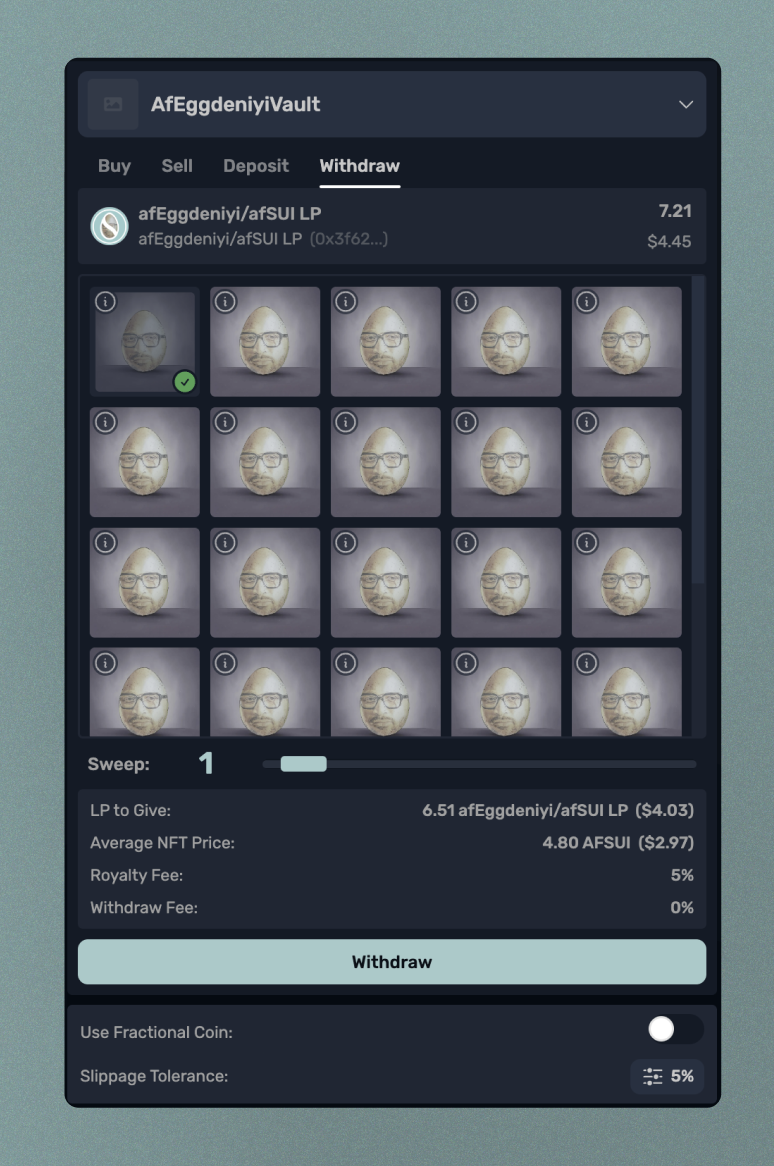 AfEggdeniyiVault
Buy Sell Deposit Withdraw
afEggdeniyi/afSUI LP 7.21
afEggdeniyi/afSUI LP (0x3f62...) $4.45
Sweep: 1
LP to Give: 6.51 afEggdeniyi/afSUI LP ($4.03)
Average NFT Price: 4.80 AFSUI ($2.97)
Royalty Fee: 5%
Withdraw Fee: 0%
Withdraw
Use Fractional Coin:
Slippage Tolerance: 5%